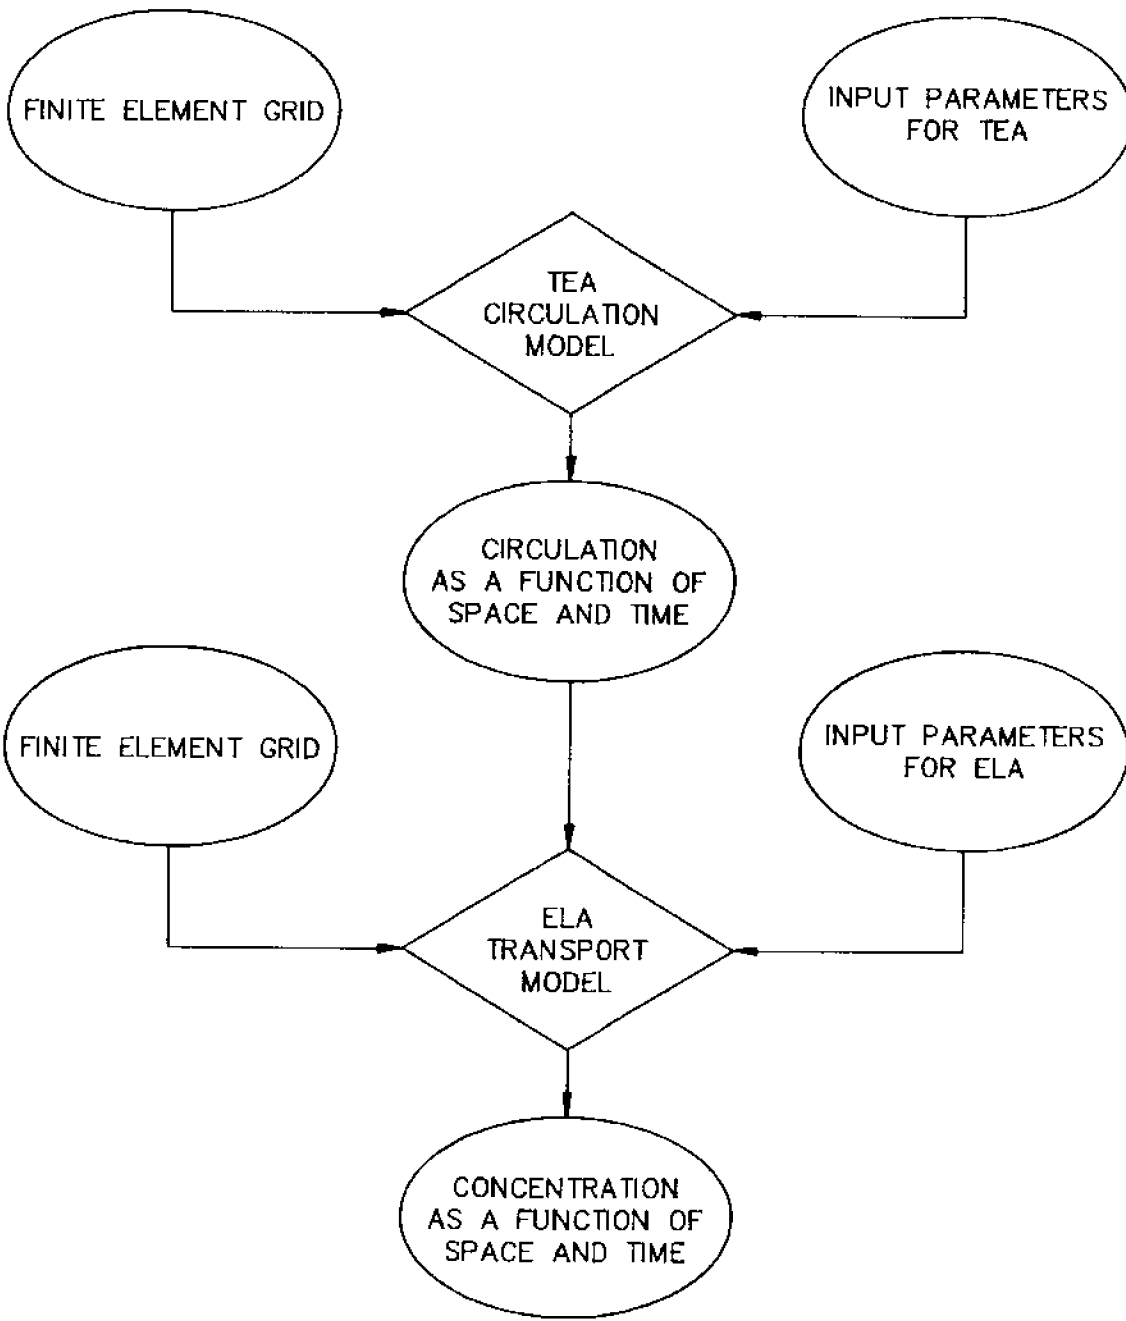 FINITE ELEMENT GRID
INPUT PARAMETERS
FOR TEA
TEA
CIRCULATION
MODEL
CIRCULATION
AS A FUNCTION OF
SPACE AND TIME
FINITE ELEMENT GRID
INPUT PARAMETERS
FOR ELA
ELA
TRANSPORT
MODEL
CONCENTRATION
AS A FUNCTION OF
SPACE AND TIME